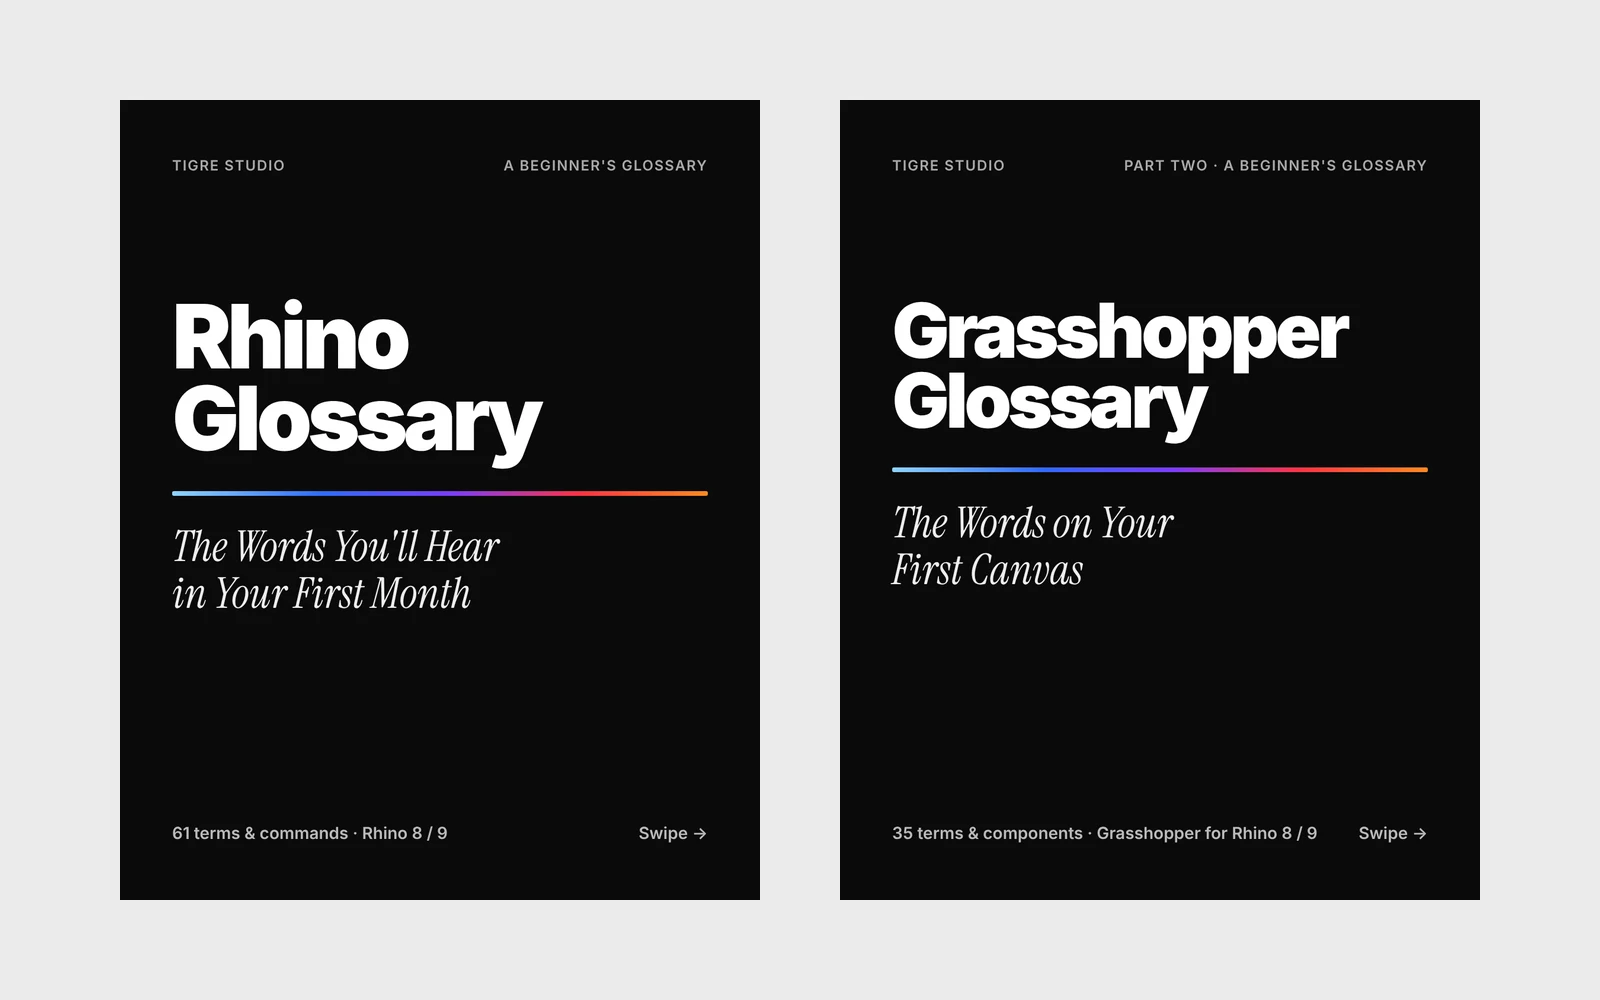 TIGRE STUDIO
A BEGINNER'S GLOSSARY
Rhino
Glossary
The Words You'll Hear
in Your First Month
61 terms & commands · Rhino 8 / 9
Swipe →
TIGRE STUDIO
PART TWO · A BEGINNER'S GLOSSARY
Grasshopper
Glossary
The Words on Your
First Canvas
35 terms & components · Grasshopper for Rhino 8 / 9
Swipe →